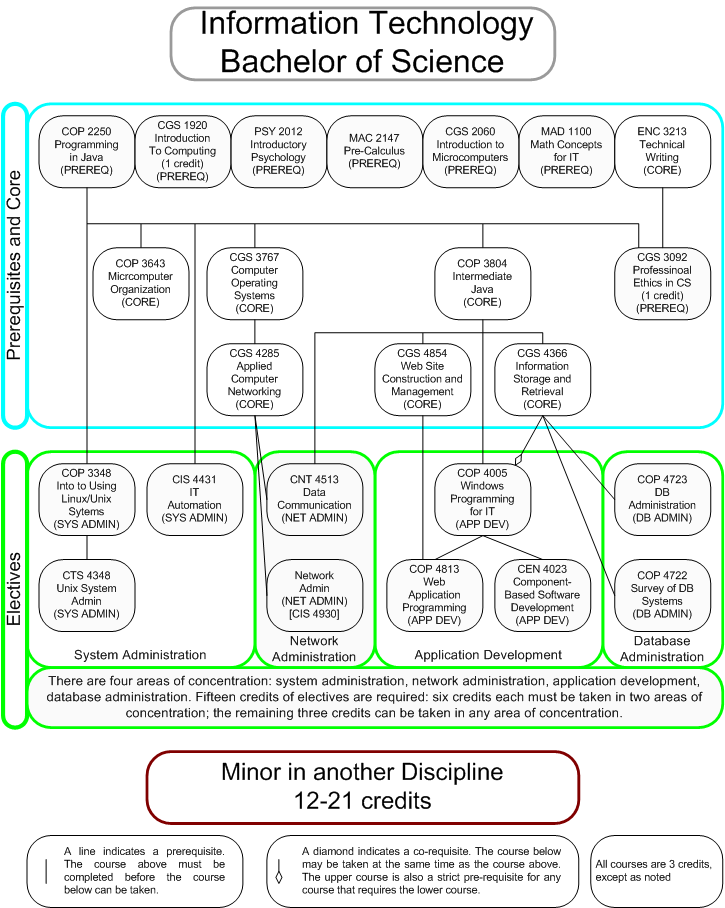 Information Technology
Bachelor of Science
Prerequisites and Core
COP 2250
Programming
in Java
(PREREQ)
CGS 1920
Introduction
To Computing
(1 credit)
(PREREQ)
PSY 2012
Introductory
Psychology
(PREREQ)
MAC 2147
Pre-Calculus
(PREREQ)
CGS 2060
Introduction to
Microcomputers
(PREREQ)
MAD 1100
Math Concepts
for IT
(PREREQ)
ENC 3213
Technical
Writing
(CORE)
COP 3643
Micrcomputer
Organization
(CORE)
CGS 3767
Computer
Operating
Systems
(CORE)
COP 3804
Intermediate
Java
(CORE)
CGS 3092
Professinoal
Ethics in CS
(1 credit)
(PREREQ)
CGS 4285
Applied
Computer
Networking
(CORE)
CGS 4854
Web Site
Construction and
Management
(CORE)
CGS 4366
Information
Storage and
Retrieval
(CORE)
Electives
COP 3348
Into to Using
Linux/Unix
Sytems
(SYS ADMIN)
CIS 4431
IT
Automation
(SYS ADMIN)
CNT 4513
Data
Communication
(NET ADMIN)
COP 4005
Windows
Programming
for IT
(APP DEV)
COP 4723
DB
Administration
(DB ADMIN)
CTS 4348
Unix System
Admin
(SYS ADMIN)
Network
Admin
(NET ADMIN)
[CIS 4930]
COP 4813
Web
Application
Programming
(APP DEV)
CEN 4023
Component-
Based Software
Development
(APP DEV)
COP 4722
Survey of DB
Systems
(DB ADMIN)
System Administration
Network
Administration
Application Development
Database
Administration
There are four areas of concentration: system administration, network administration, application development,
database administration. Fifteen credits of electives are required: six credits each must be taken in two areas of
concentration; the remaining three credits can be taken in any area of concentration.
Minor in another Discipline
12-21 credits
A line indicates a prerequisite.
The course above must be
completed before the course
below can be taken.
A diamond indicates a co-requisite. The course below
may be taken at the same time as the course above.
The upper course is also a strict pre-requisite for any
course that requires the lower course.
All courses are 3 credits,
except as noted